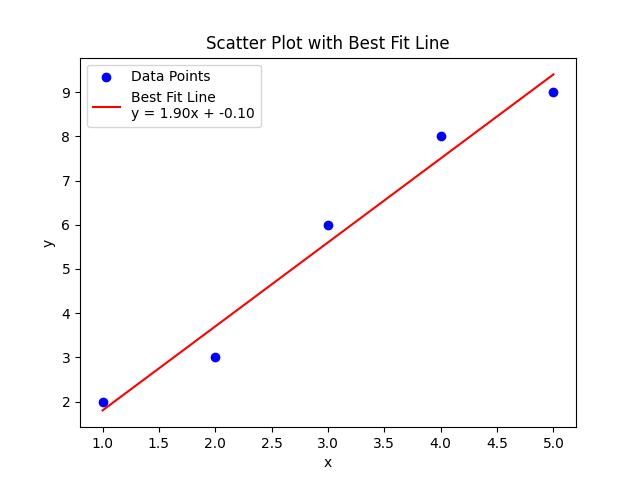 Scatter Plot with Best Fit Line
Data Points
Best Fit Line
y = 1.90x + -0.10
9
8
7
6
5
4
3
2
y
1.0 1.5 2.0 2.5 3.0 3.5 4.0 4.5 5.0
x